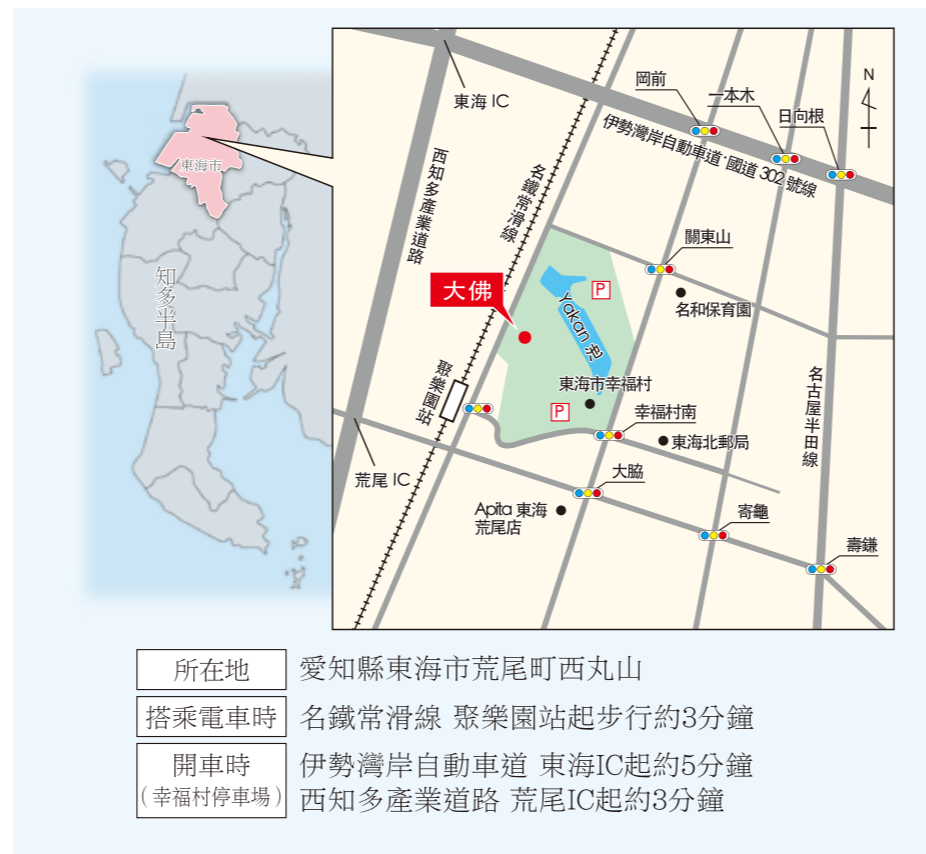 東海市
知多半島
N
岡前
一本木
日向根
東海 IC
伊勢灣岸自動車道・國道 302 號線
西知多產業道路
名鐵常滑線
關東山
大佛
P
名和保育園
Yakan 池
聚樂園站
東海市幸福村
名古屋半田線
P
幸福村南
東海北郵局
荒尾 IC
大脇
Apita 東海
荒尾店
寄龜
壽鎌
所在地 愛知縣東海市荒尾町西丸山
搭乘電車時 名鐵常滑線 聚樂園站起步行約3分鐘
開車時 伊勢灣岸自動車道 東海IC起約5分鐘
(幸福村停車場) 西知多產業道路 荒尾IC起約3分鐘